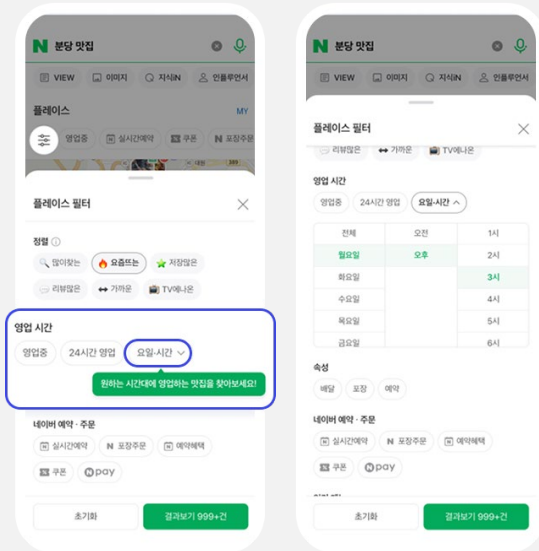 N 분당 맛집
VIEW 이미지 지식iN 인플루언서
플레이스 MY
영업중 실시간예약 쿠폰 N 포장주문
플레이스 필터
정렬
많이찾는 요즘뜨는 저장많은
리뷰많은 가까운 TV에나온
영업 시간
영업중 24시간 영업 요일·시간
원하는 시간대에 영업하는 맛집을 찾아보세요!
네이버 예약 · 주문
실시간예약 N 포장주문 예약혜택
쿠폰 N pay
초기화 결과보기 999+건
N 분당 맛집
VIEW 이미지 지식iN 인플루언서
플레이스 필터
리뷰많은 가까운 TV에나온
영업 시간
영업중 24시간 영업 요일·시간
전체 오전 1시
월요일 오후 2시
화요일 3시
수요일 4시
목요일 5시
금요일 6시
속성
배달 포장 예약
네이버 예약 · 주문
실시간예약 N 포장주문 예약혜택
쿠폰 N pay
초기화 결과보기 999+건